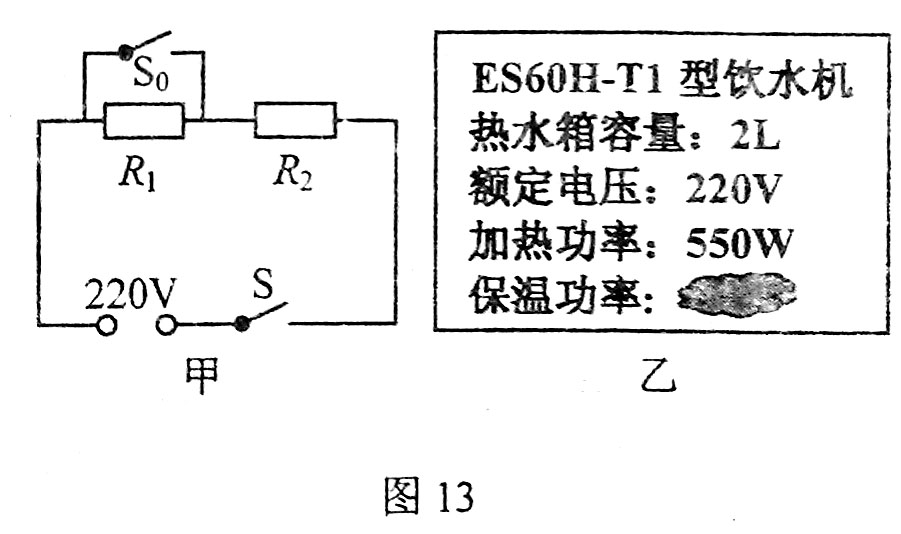 S₀
R₁
R₂
220V
S
甲
ES60H-T1 型饮水机
热水箱容量：2L
额定电压：220V
加热功率：550W
保温功率：
乙
图 13